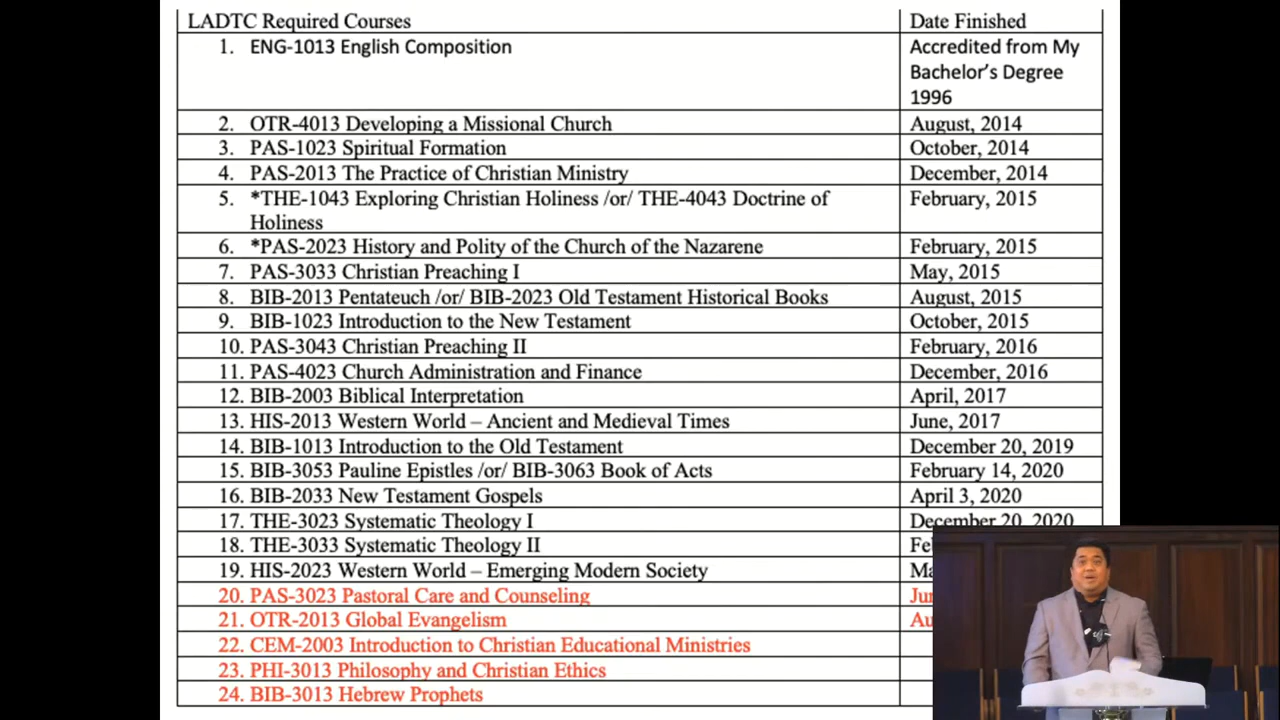 LADTC Required Courses Date Finished
1. ENG-1013 English Composition Accredited from My
Bachelor's Degree
1996
2. OTR-4013 Developing a Missional Church August, 2014
3. PAS-1023 Spiritual Formation October, 2014
4. PAS-2013 The Practice of Christian Ministry December, 2014
5. *THE-1043 Exploring Christian Holiness /or/ THE-4043 Doctrine of February, 2015
Holiness
6. *PAS-2023 History and Polity of the Church of the Nazarene February, 2015
7. PAS-3033 Christian Preaching I May, 2015
8. BIB-2013 Pentateuch /or/ BIB-2023 Old Testament Historical Books August, 2015
9. BIB-1023 Introduction to the New Testament October, 2015
10. PAS-3043 Christian Preaching II February, 2016
11. PAS-4023 Church Administration and Finance December, 2016
12. BIB-2003 Biblical Interpretation April, 2017
13. HIS-2013 Western World – Ancient and Medieval Times June, 2017
14. BIB-1013 Introduction to the Old Testament December 20, 2019
15. BIB-3053 Pauline Epistles /or/ BIB-3063 Book of Acts February 14, 2020
16. BIB-2033 New Testament Gospels April 3, 2020
17. THE-3023 Systematic Theology I December 20, 2020
18. THE-3033 Systematic Theology II
19. HIS-2023 Western World – Emerging Modern Society
20. PAS-3023 Pastoral Care and Counseling
21. OTR-2013 Global Evangelism
22. CEM-2003 Introduction to Christian Educational Ministries
23. PHI-3013 Philosophy and Christian Ethics
24. BIB-3013 Hebrew Prophets